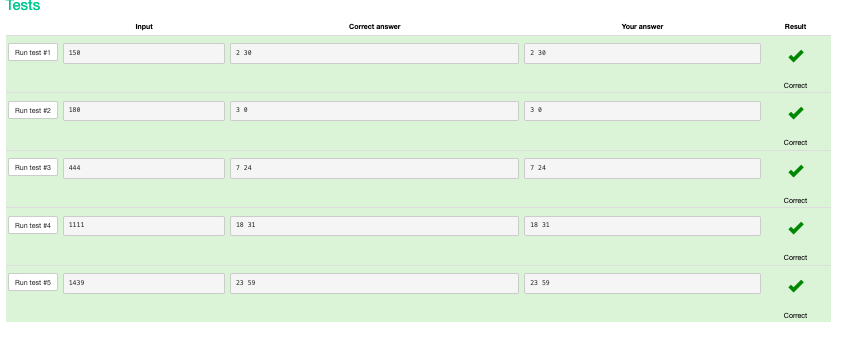 Tests
Input Correct answer Your answer Result
Run test #1 150 2 30 2 30
Correct
Run test #2 180 3 0 3 0
Correct
Run test #3 444 7 24 7 24
Correct
Run test #4 1111 18 31 18 31
Correct
Run test #5 1439 23 59 23 59
Correct